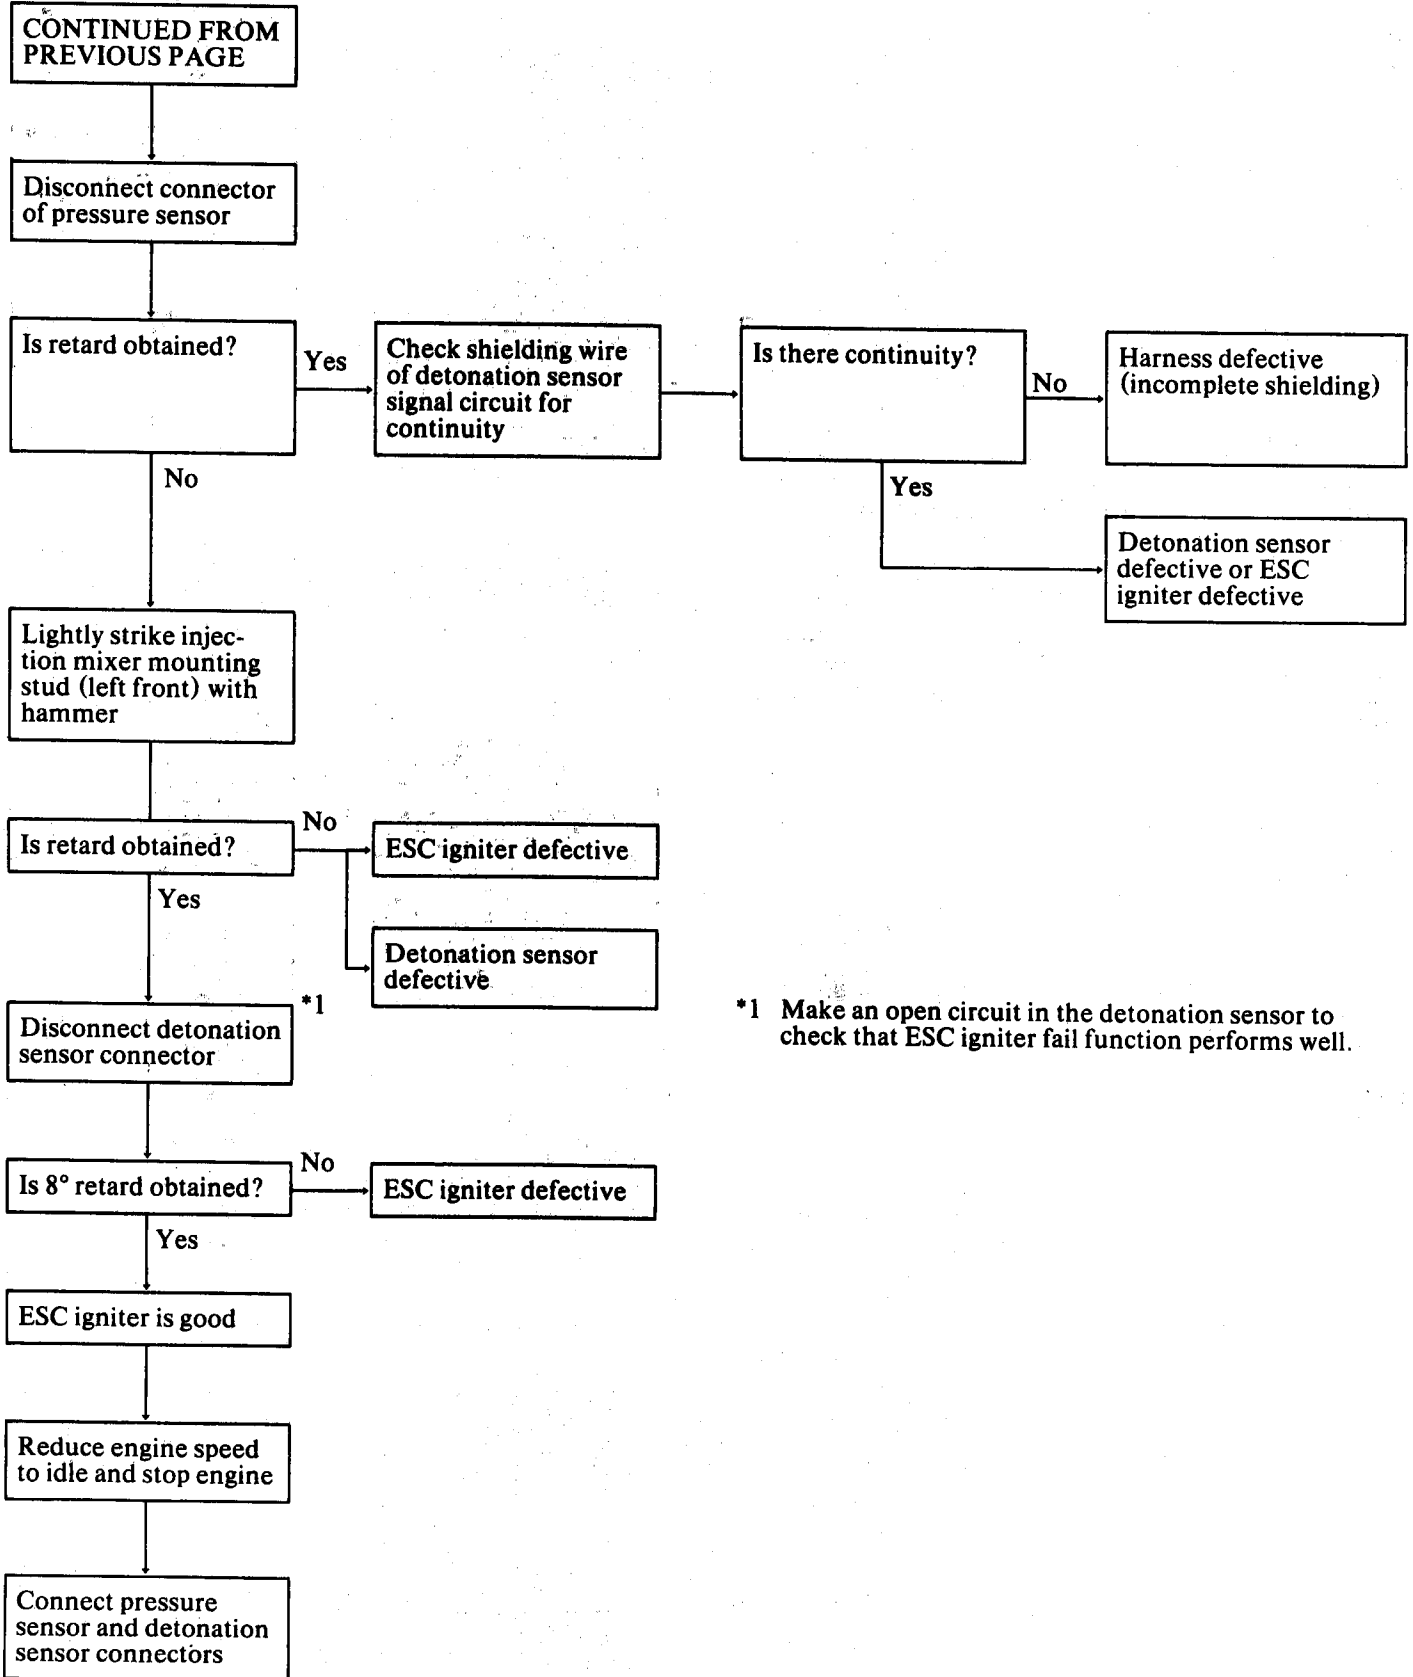 CONTINUED FROM
PREVIOUS PAGE
Disconnect connector
of pressure sensor
Is retard obtained?
Yes
Check shielding wire
of detonation sensor
signal circuit for
continuity
Is there continuity?
No
Harness defective
(incomplete shielding)
No
Yes
Detonation sensor
defective or ESC
igniter defective
Lightly strike injec-
tion mixer mounting
stud (left front) with
hammer
Is retard obtained?
No
ESC igniter defective
Yes
Detonation sensor
defective
Disconnect detonation
sensor connector
*1
*1 Make an open circuit in the detonation sensor to
check that ESC igniter fail function performs well.
Is 8° retard obtained?
No
ESC igniter defective
Yes
ESC igniter is good
Reduce engine speed
to idle and stop engine
Connect pressure
sensor and detonation
sensor connectors